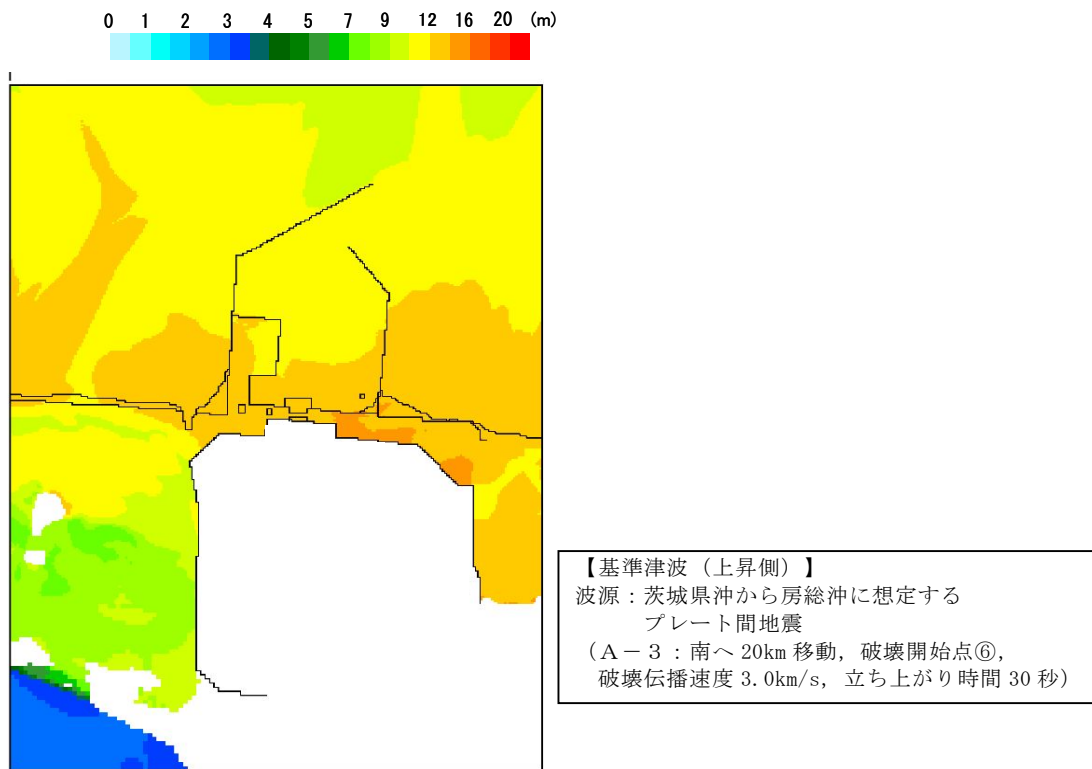 0 1 2 3 4 5 7 9 12 16 20 (m)
【基準津波（上昇側）】
波源：茨城県沖から房総沖に想定する
プレート間地震
（Ａ－３：南へ 20km 移動，破壊開始点⑥，
破壊伝播速度 3.0km/s，立ち上がり時間 30 秒）